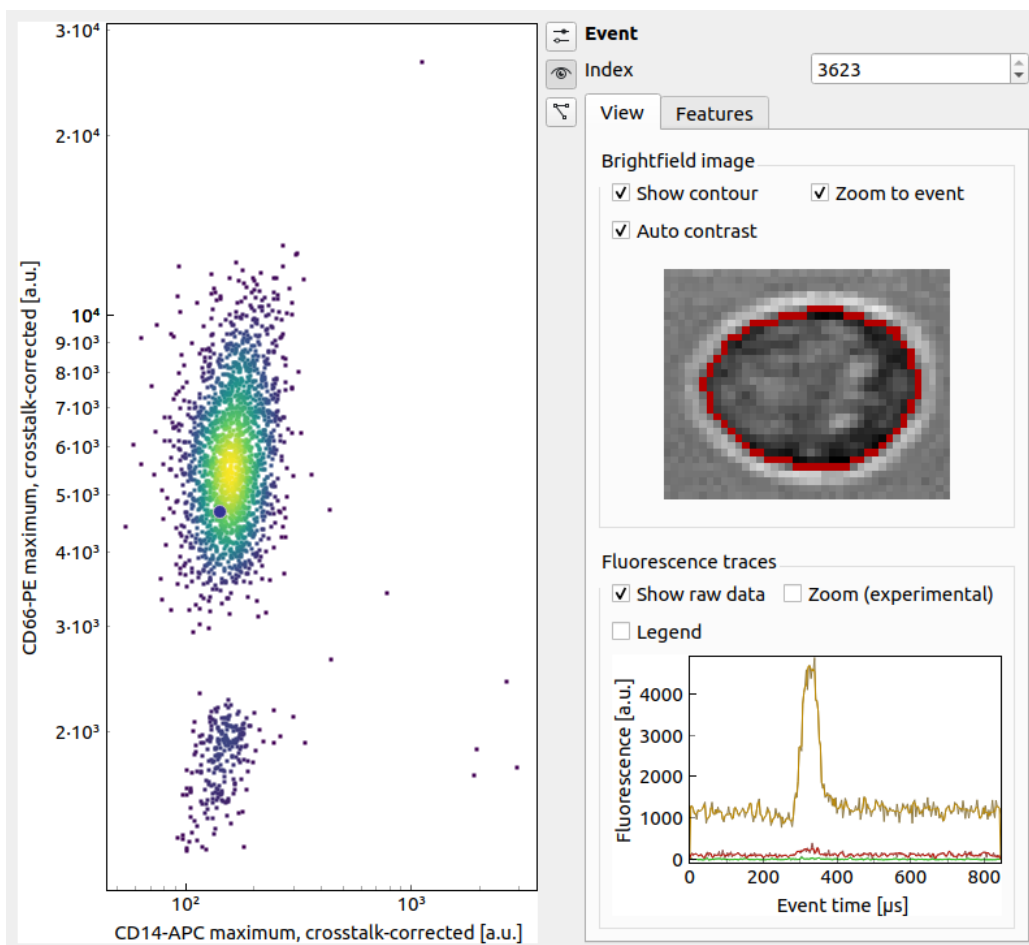 3·10⁴
2·10⁴
10⁴
9·10³
8·10³
7·10³
6·10³
5·10³
4·10³
3·10³
2·10³
CD66-PE maximum, crosstalk-corrected [a.u.]
10²
10³
CD14-APC maximum, crosstalk-corrected [a.u.]
Event
Index 3623
View Features
Brightfield image
Show contour Zoom to event
Auto contrast
Fluorescence traces
Show raw data Zoom (experimental)
Legend
Fluorescence [a.u.]
4000
3000
2000
1000
0
0 200 400 600 800
Event time [µs]